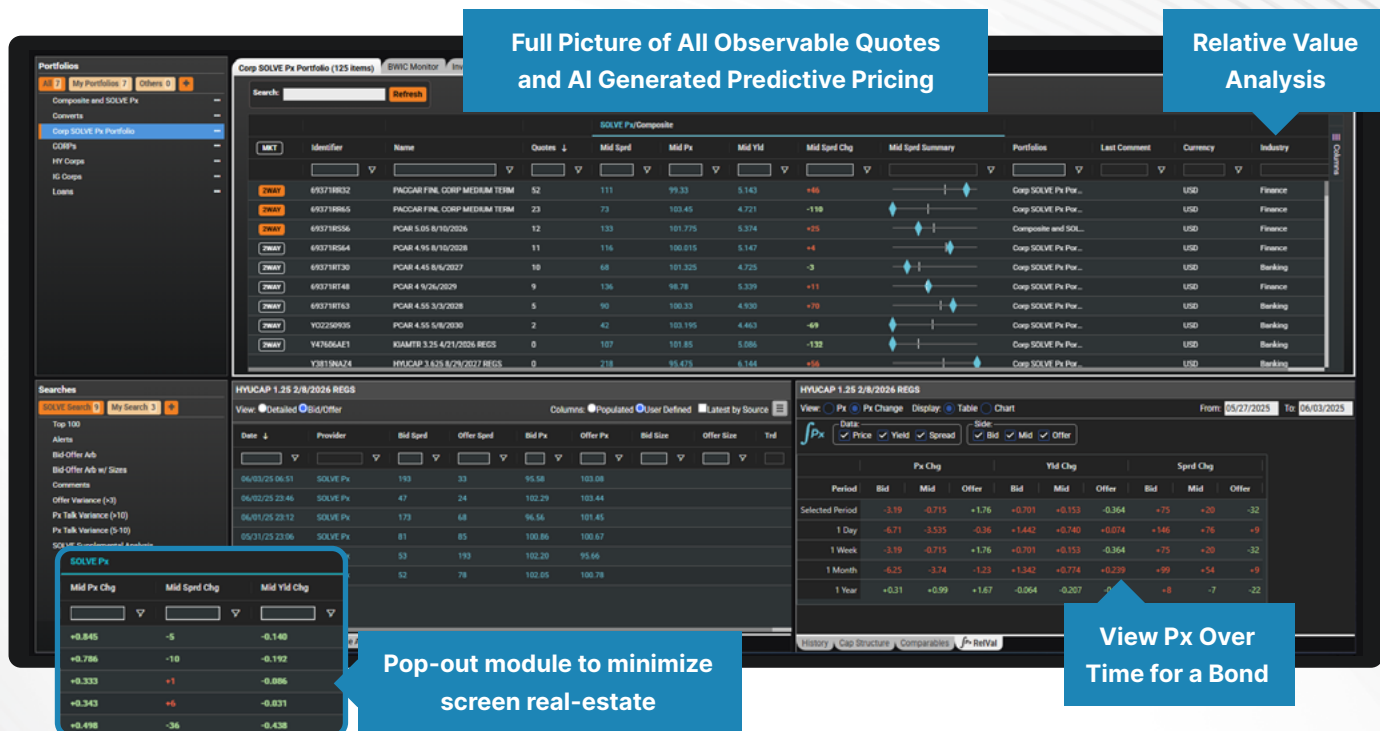 Full Picture of All Observable Quotes
and AI Generated Predictive Pricing
Relative Value
Analysis
Portfolios
All 7 My Portfolios 7 Others 0 +
Composite and SOLVE Px
Converts
Corp SOLVE Px Portfolio
CORPs
HY Corps
IG Corps
Loans
Corp SOLVE Px Portfolio (125 items) BWIC Monitor
Search: Refresh
SOLVE Px/Composite
MKT Identifier Name Quotes ↓ Mid Sprd Mid Px Mid Yld Mid Sprd Chg Mid Sprd Summary Portfolios Last Comment Currency Industry
Columns
2WAY 69371RR32 PACCAR FINL CORP MEDIUM TERM 52 111 99.33 5.143 +46 Corp SOLVE Px Por... USD Finance
2WAY 69371RR65 PACCAR FINL CORP MEDIUM TERM 23 73 103.45 4.721 -110 Corp SOLVE Px Por... USD Finance
2WAY 69371RS56 PCAR 5.05 8/10/2026 12 133 101.775 5.374 +25 Composite and SOL... USD Finance
2WAY 69371RS64 PCAR 4.95 8/10/2028 11 116 100.015 5.147 +4 Corp SOLVE Px Por... USD Finance
2WAY 69371RT30 PCAR 4.45 8/6/2027 10 68 101.325 4.725 -3 Corp SOLVE Px Por... USD Banking
2WAY 69371RT48 PCAR 4 9/26/2029 9 136 98.78 5.339 +11 Corp SOLVE Px Por... USD Finance
2WAY 69371RT63 PCAR 4.55 3/3/2028 5 90 100.33 4.930 +70 Corp SOLVE Px Por... USD Banking
2WAY YO2250935 PCAR 4.55 5/8/2030 2 42 103.195 4.463 -69 Corp SOLVE Px Por... USD Banking
2WAY Y47606AE1 KIAMTR 3.25 4/21/2026 REGS 0 107 101.85 5.086 -132 Corp SOLVE Px Por... USD Banking
Y3815NAZ4 HYUCAP 3.625 8/29/2027 REGS 0 218 95.475 6.144 +56 Corp SOLVE Px Por... USD Banking
Searches
SOLVE Search 9 My Search 3 +
Top 100
Alerts
Bid-Offer Arb
Bid-Offer Arb w/ Sizes
Comments
Offer Variance (>3)
Px Talk Variance (>10)
Px Talk Variance (5-10)
SOLVE Supplemental Analysis
HYUCAP 1.25 2/8/2026 REGS
View: Detailed Bid/Offer Columns: Populated User Defined Latest by Source
Date ↓ Provider Bid Sprd Offer Sprd Bid Px Offer Px Bid Size Offer Size Trd
06/03/25 06:51 SOLVE Px 193 33 95.58 103.08
06/02/25 23:46 SOLVE Px 47 24 102.29 103.44
06/01/25 23:12 SOLVE Px 173 68 96.56 101.45
05/31/25 23:06 SOLVE Px 81 85 100.86 100.67
53 193 102.20 95.66
52 78 102.05 100.78
HYUCAP 1.25 2/8/2026 REGS
View: Px Px Change Display: Table Chart From: 05/27/2025 To: 06/03/2025
Px Data: Price Yield Spread Side: Bid Mid Offer
Px Chg Yld Chg Sprd Chg
Period Bid Mid Offer Bid Mid Offer Bid Mid Offer
Selected Period -3.19 -0.715 +1.76 +0.701 +0.153 -0.364 +75 +20 -32
1 Day -6.71 -3.535 -0.36 +1.442 +0.740 +0.074 +146 +76 +9
1 Week -3.19 -0.715 +1.76 +0.701 +0.153 -0.364 +75 +20 -32
1 Month -6.25 -3.74 -1.23 +1.342 +0.774 +0.239 +99 +54 +9
1 Year +0.31 +0.99 +1.67 -0.064 -0.207 +8 -7 -22
History Cap Structure Comparables Px RelVal
SOLVE Px
Mid Px Chg Mid Sprd Chg Mid Yld Chg
+0.845 -5 -0.140
+0.786 -10 -0.192
+0.333 +1 -0.086
+0.343 +6 -0.031
+0.498 -36 -0.438
Pop-out module to minimize
screen real-estate
View Px Over
Time for a Bond